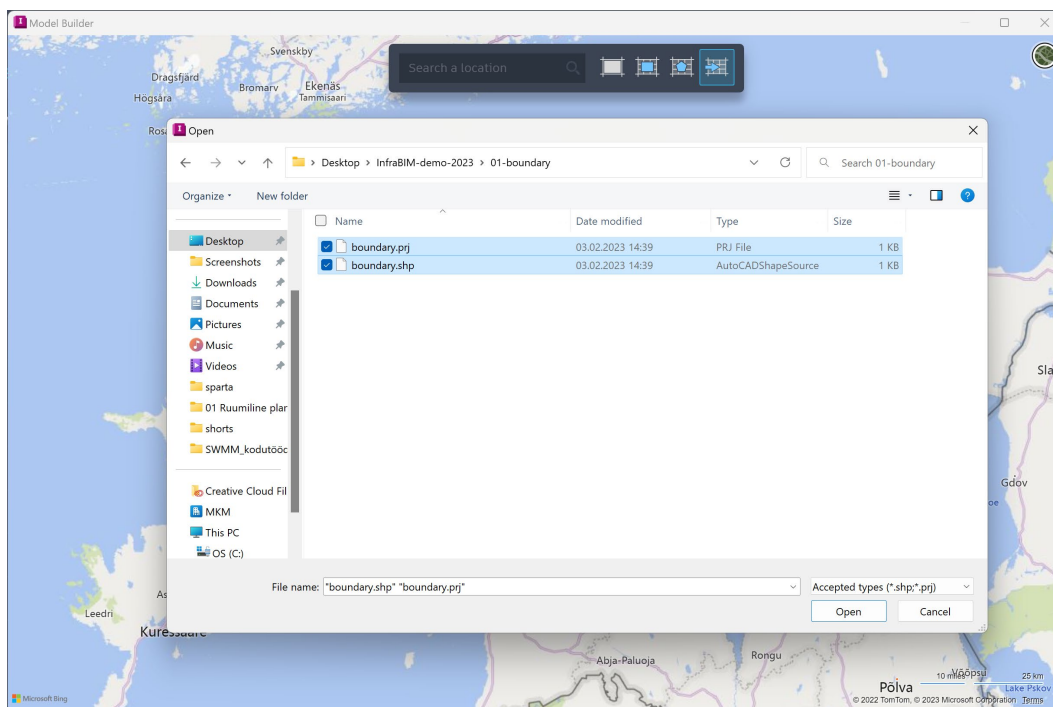 Model Builder
Svenskby
Search a location
Dragsfjärd
Bromarv
Ekenäs
Tammisaari
Högsåra
Rosa
Open
Desktop > InfraBIM-demo-2023 > 01-boundary
Search 01-boundary
Organize
New folder
Name
Date modified
Type
Size
Desktop
boundary.prj
03.02.2023 14:39
PRJ File
1 KB
Screenshots
boundary.shp
03.02.2023 14:39
AutoCADShapeSource
1 KB
Downloads
Documents
Pictures
Music
Videos
sparta
Sla
01 Ruumiline plar
shorts
SWMM_kodutööc
Gdov
Creative Cloud Fil
oe
MKM
This PC
OS (C:)
File name: "boundary.shp" "boundary.prj"
Accepted types (*.shp;*.prj)
As
Leedri
Open
Cancel
Kuressaare
Abja-Paluoja
Rongu
Võõpsu
10 miles
25 km
Põlva
Lake Pskov
Microsoft Bing
© 2022 TomTom, © 2023 Microsoft Corporation Terms